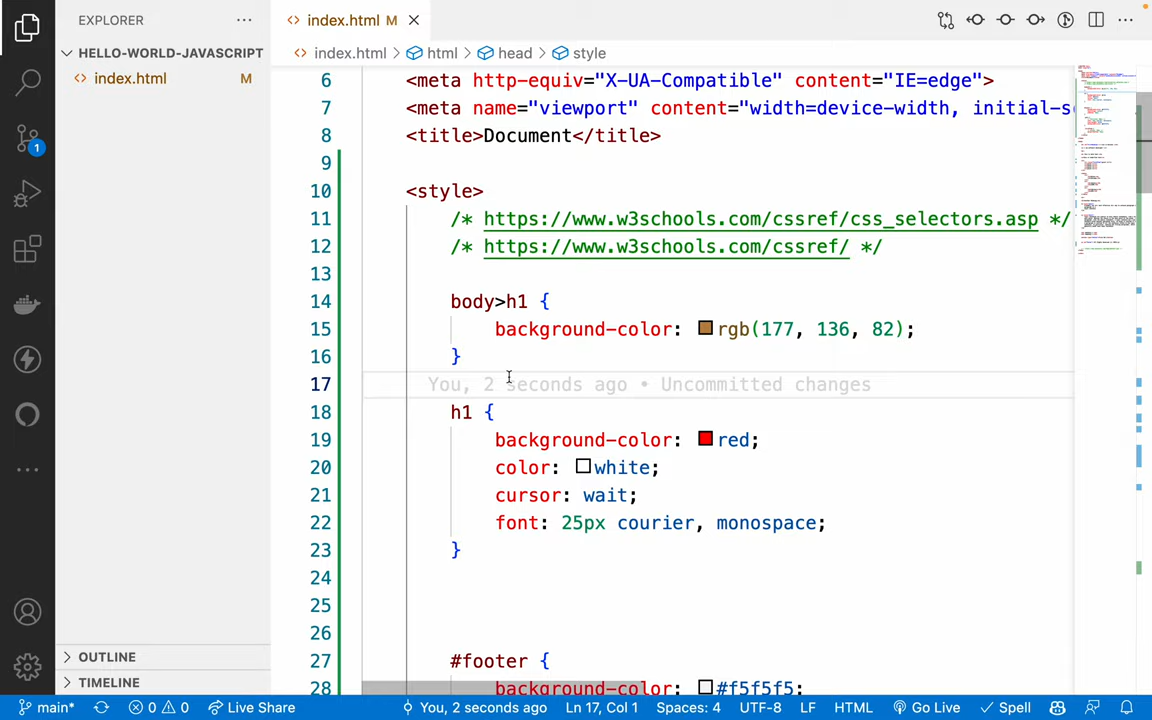 EXPLORER
HELLO-WORLD-JAVASCRIPT
index.html M
OUTLINE
TIMELINE
index.html M
index.html > html > head > style
6 <meta http-equiv="X-UA-Compatible" content="IE=edge">
7 <meta name="viewport" content="width=device-width, initial-s
8 <title>Document</title>
9
10 <style>
11 /* https://www.w3schools.com/cssref/css_selectors.asp */
12 /* https://www.w3schools.com/cssref/ */
13
14 body>h1 {
15 background-color: rgb(177, 136, 82);
16 }
17 You, 2 seconds ago • Uncommitted changes
18 h1 {
19 background-color: red;
20 color: white;
21 cursor: wait;
22 font: 25px courier, monospace;
23 }
24
25
26
27 #footer {
28 background-color: #f5f5f5;
1
main* 0 0 Live Share You, 2 seconds ago Ln 17, Col 1 Spaces: 4 UTF-8 LF HTML Go Live Spell